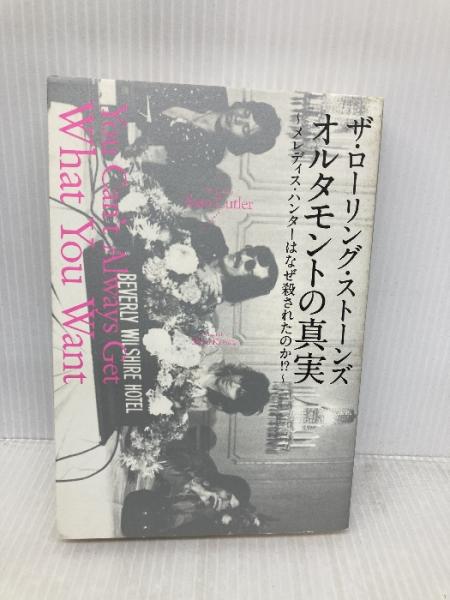 ザ・ローリング・ストーンズ
オルタモントの真実
~メレディス・ハンターはなぜ殺されたのか!?~
You Can't Always Get
What You Want
BEVERLY WILSHIRE HOTEL
Cutler